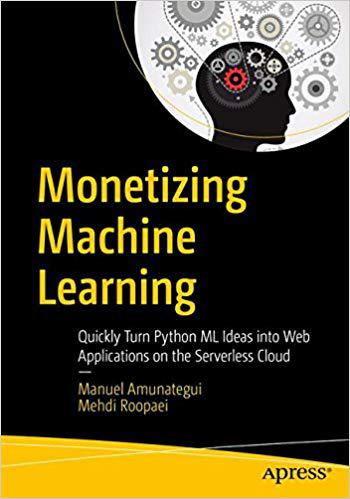 Monetizing
Machine
Learning
Quickly Turn Python ML Ideas into Web
Applications on the Serverless Cloud
—
Manuel Amunategui
Mehdi Roopaei
Apress®